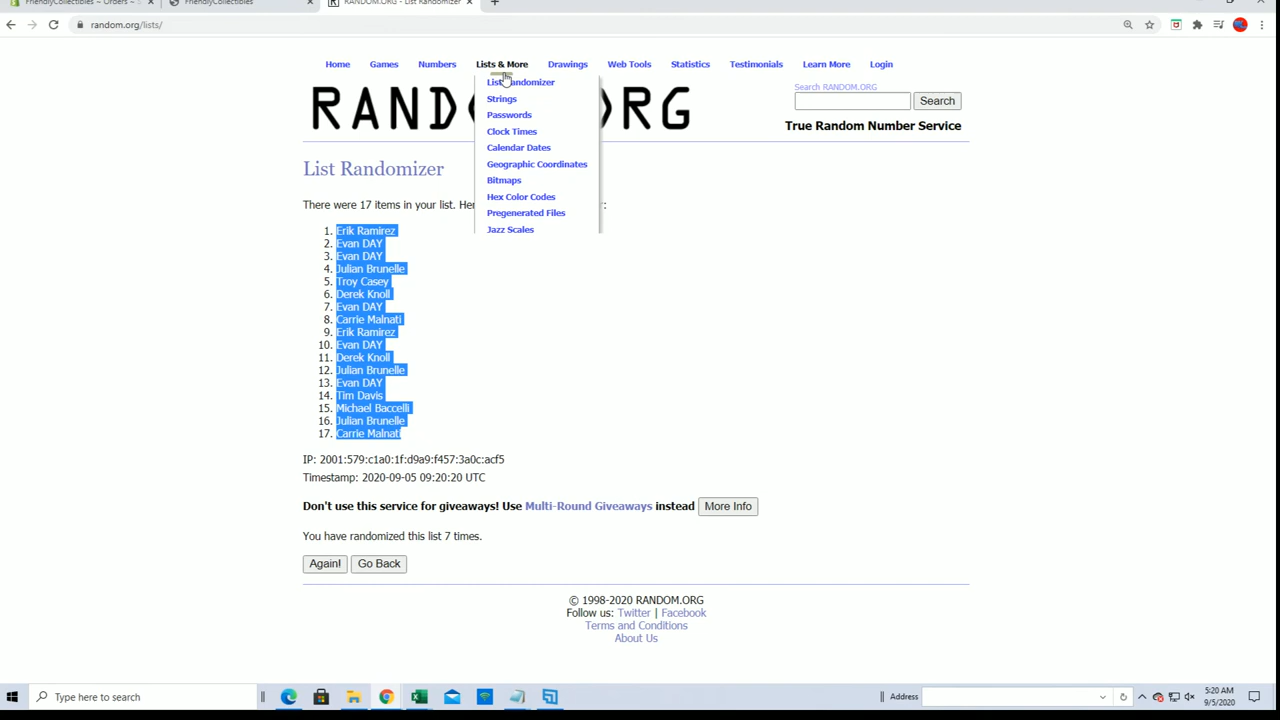 FriendlyCollectibles ~ Orders ~
FriendlyCollectibles
RANDOM.ORG - List Randomizer
random.org/lists/
Home Games Numbers Lists & More Drawings Web Tools Statistics Testimonials Learn More Login
List Randomizer
Strings
Passwords
Clock Times
Calendar Dates
Geographic Coordinates
Bitmaps
Hex Color Codes
Pregenerated Files
Jazz Scales
Search RANDOM.ORG
Search
True Random Number Service
List Randomizer
There were 17 items in your list. Her
1. Erik Ramirez
2. Evan DAY
3. Evan DAY
4. Julian Brunelle
5. Troy Casey
6. Derek Knoll
7. Evan DAY
8. Carrie Malnati
9. Erik Ramirez
10. Evan DAY
11. Derek Knoll
12. Julian Brunelle
13. Evan DAY
14. Tim Davis
15. Michael Baccelli
16. Julian Brunelle
17. Carrie Malnati
IP: 2001:579:c1a0:1f:d9a9:f457:3a0c:acf5
Timestamp: 2020-09-05 09:20:20 UTC
Don't use this service for giveaways! Use Multi-Round Giveaways instead More Info
You have randomized this list 7 times.
Again! Go Back
© 1998-2020 RANDOM.ORG
Follow us: Twitter | Facebook
Terms and Conditions
About Us
Type here to search
Address
5:20 AM
9/5/2020